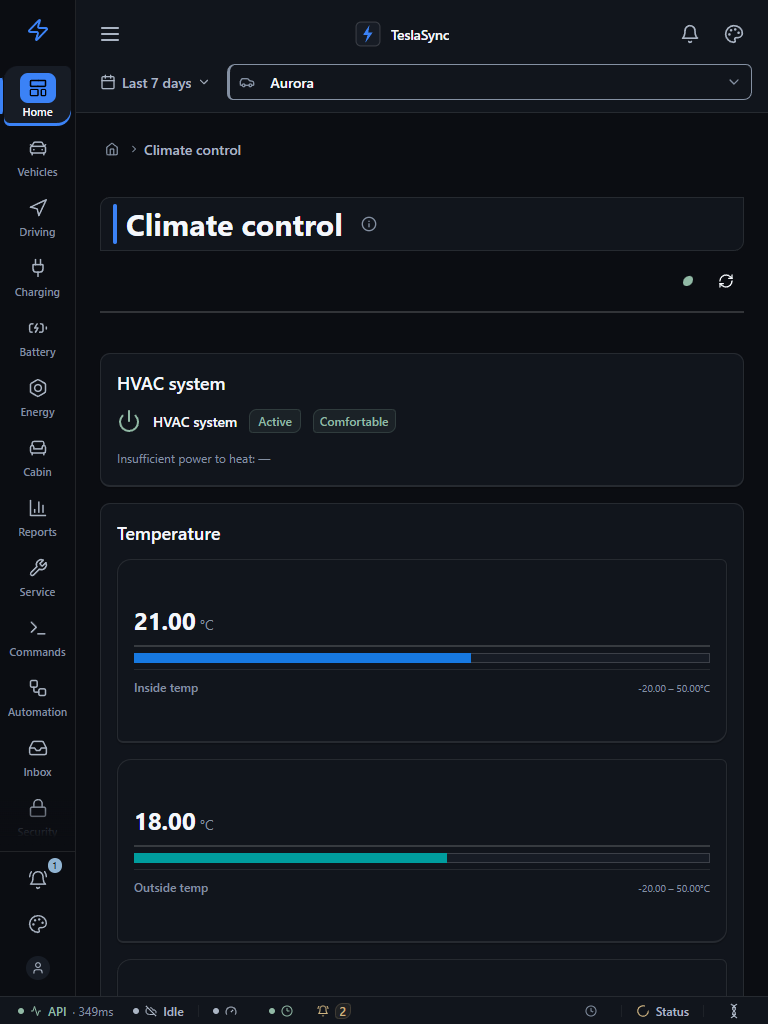 TeslaSync
Last 7 days
Aurora
Home
Vehicles
Driving
Charging
Battery
Energy
Cabin
Reports
Service
Commands
Automation
Inbox
Security
1
Climate control
Climate control
HVAC system
HVAC system Active Comfortable
Insufficient power to heat: —
Temperature
21.00 °C
Inside temp -20.00 – 50.00°C
18.00 °C
Outside temp -20.00 – 50.00°C
API · 349ms Idle 2 Status